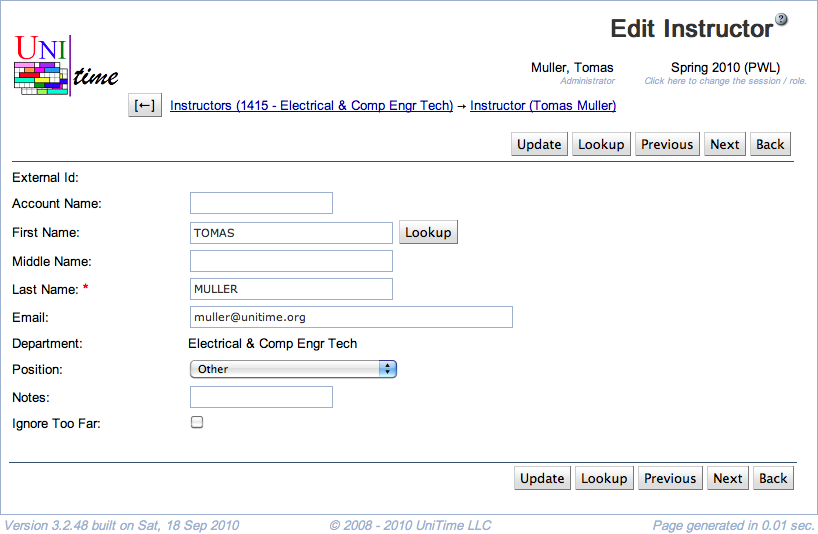 Edit Instructor ?
UNI time
Muller, Tomas Spring 2010 (PWL)
Administrator Click here to change the session / role.
[←] Instructors (1415 - Electrical & Comp Engr Tech) → Instructor (Tomas Muller)
Update Lookup Previous Next Back
External Id:
Account Name:
First Name: TOMAS Lookup
Middle Name:
Last Name: * MULLER
Email: muller@unitime.org
Department: Electrical & Comp Engr Tech
Position: Other
Notes:
Ignore Too Far:
Update Lookup Previous Next Back
Version 3.2.48 built on Sat, 18 Sep 2010 © 2008 - 2010 UniTime LLC Page generated in 0.01 sec.